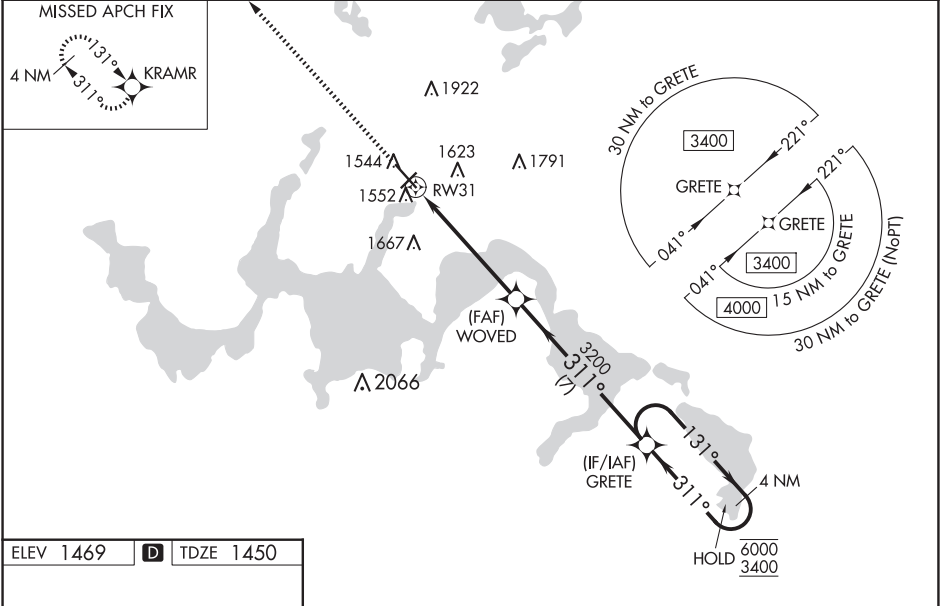 MISSED APCH FIX
131°
4 NM
KRAMR
311°
1922
1544
1623
1791
RW31
1552
1667
30 NM to GRETE
3400
221°
GRETE
041°
221°
GRETE
041°
3400
15 NM to GRETE
4000
30 NM to GRETE (NoPT)
(FAF)
WOVED
2066
3200
311°
(7)
131°
(IF/IAF)
GRETE
4 NM
311°
HOLD
6000
3400
ELEV 1469
D
TDZE 1450